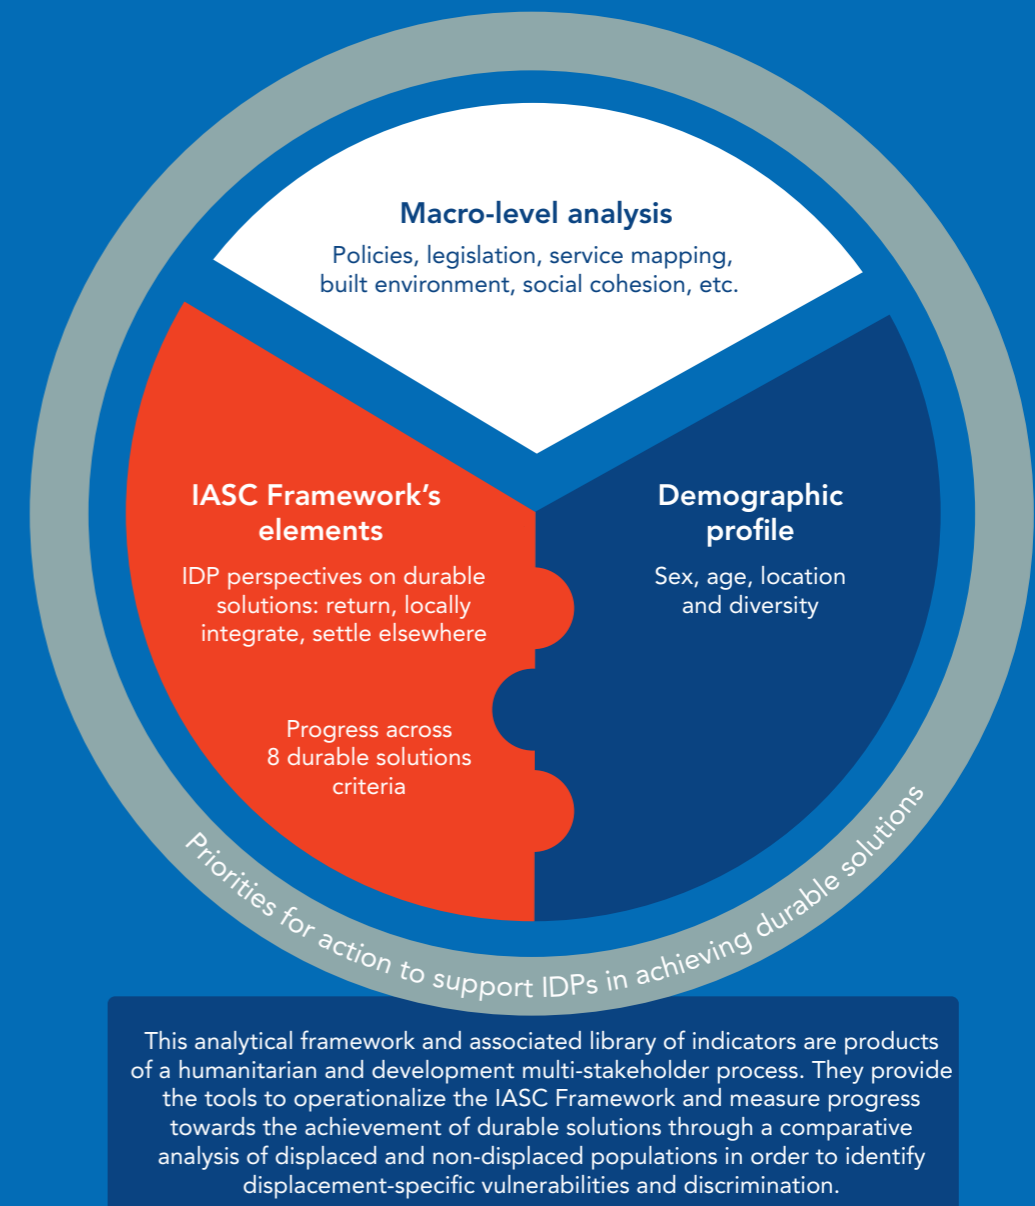 Macro-level analysis
Policies, legislation, service mapping,
built environment, social cohesion, etc.
IASC Framework’s
elements
IDP perspectives on durable
solutions: return, locally
integrate, settle elsewhere
Progress across
8 durable solutions
criteria
Demographic
profile
Sex, age, location
and diversity
Priorities for action to support IDPs in achieving durable solutions
This analytical framework and associated library of indicators are products
of a humanitarian and development multi-stakeholder process. They provide
the tools to operationalize the IASC Framework and measure progress
towards the achievement of durable solutions through a comparative
analysis of displaced and non-displaced populations in order to identify
displacement-specific vulnerabilities and discrimination.